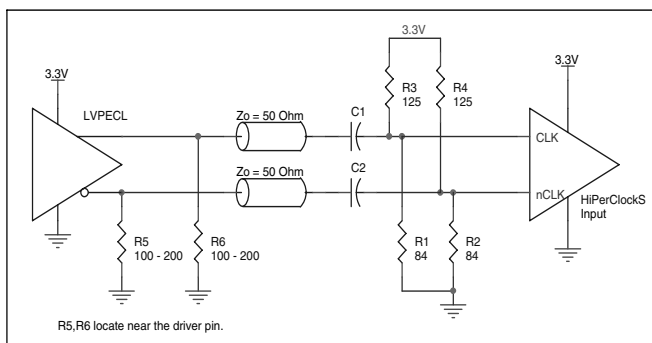 3.3V
3.3V
3.3V
LVPECL
R3
125
R4
125
Zo = 50 Ohm
C1
CLK
Zo = 50 Ohm
C2
nCLK
HiPerClockS
Input
R5
100 - 200
R6
100 - 200
R1
84
R2
84
R5,R6 locate near the driver pin.